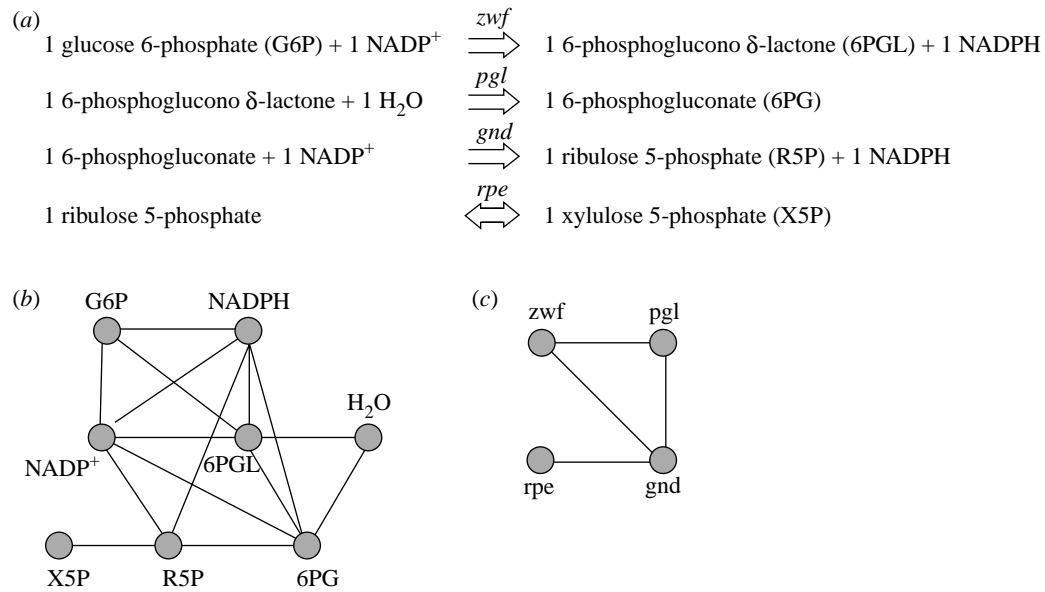 (a)
zwf
1 glucose 6-phosphate (G6P) + 1 NADP⁺ 1 6-phosphoglucono δ-lactone (6PGL) + 1 NADPH
pgl
1 6-phosphoglucono δ-lactone + 1 H₂O 1 6-phosphogluconate (6PG)
gnd
1 6-phosphogluconate + 1 NADP⁺ 1 ribulose 5-phosphate (R5P) + 1 NADPH
rpe
1 ribulose 5-phosphate 1 xylulose 5-phosphate (X5P)
(b)
G6P NADPH
H₂O
NADP⁺ 6PGL
X5P R5P 6PG
(c)
zwf pgl
rpe gnd